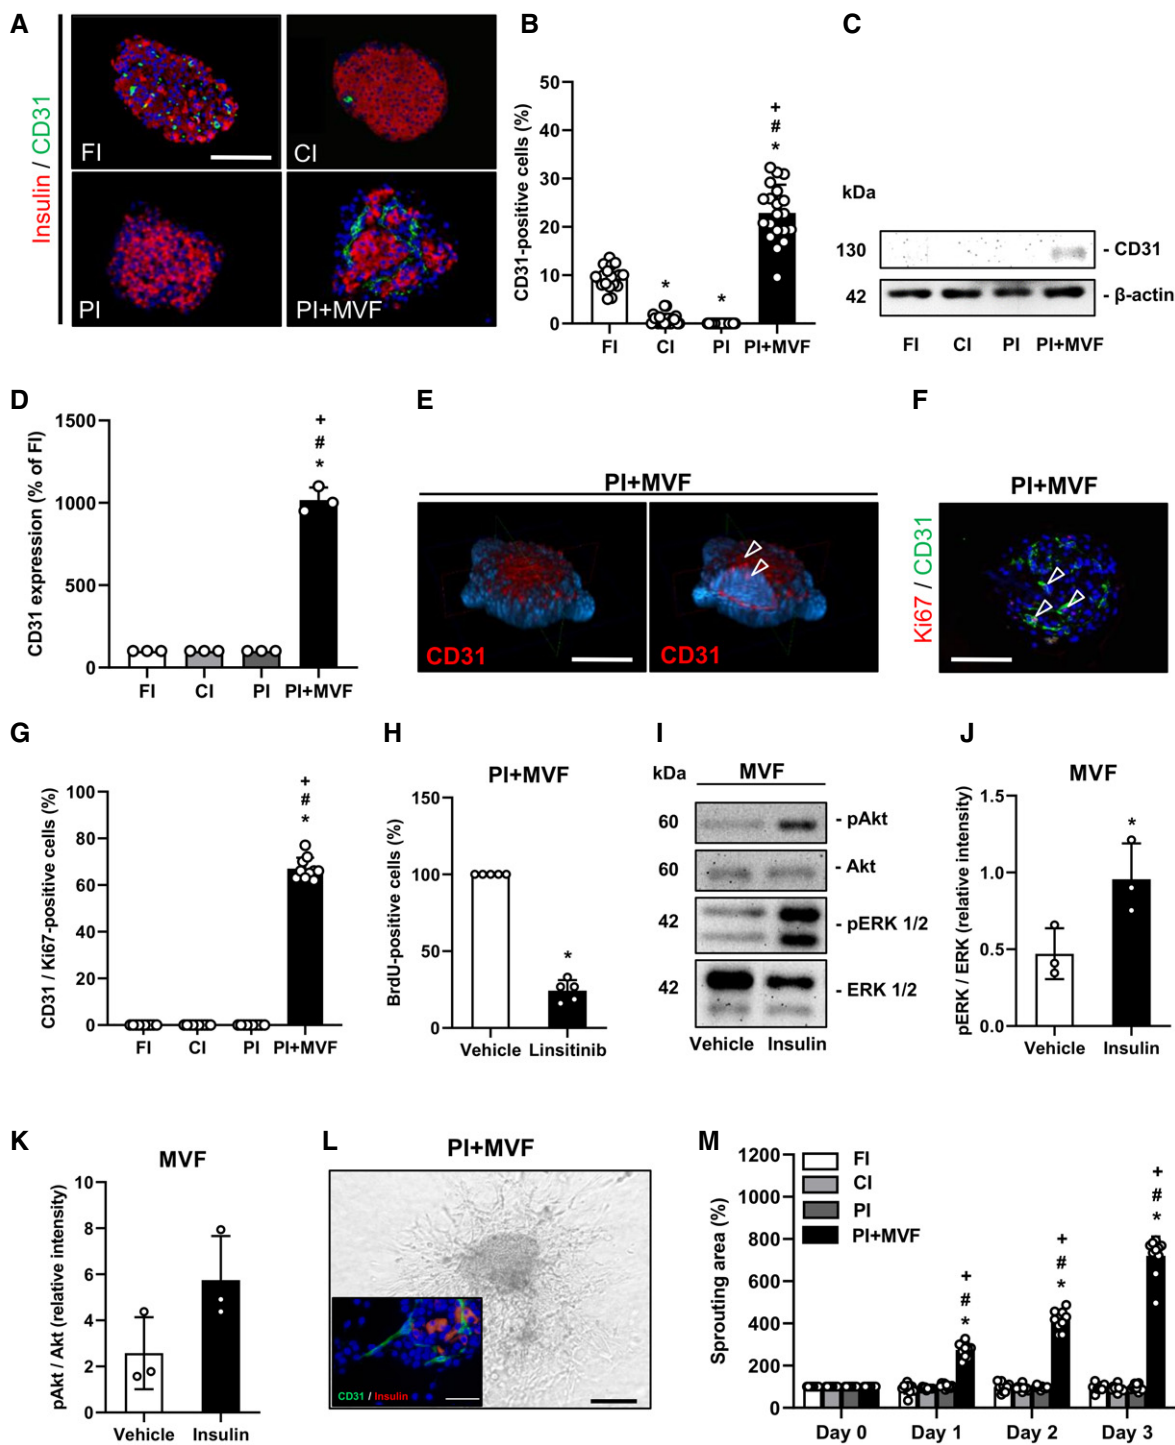 A
Insulin / CD31
FI
CI
PI
PI+MVF
B
CD31-positive cells (%)
50
40
30
20
10
0
+
#
*
*
*
FI CI PI PI+MVF
C
kDa
130 - CD31
42 - β-actin
FI CI PI PI+MVF
D
CD31 expression (% of FI)
1500
1000
500
0
+
#
*
FI CI PI PI+MVF
E
PI+MVF
CD31
CD31
F
PI+MVF
Ki67 / CD31
G
CD31 / Ki67-positive cells (%)
100
80
60
40
20
0
+
#
*
FI CI PI PI+MVF
H
PI+MVF
BrdU-positive cells (%)
150
100
50
0
*
Vehicle Linsitinib
I
kDa MVF
60 - pAkt
60 - Akt
42 - pERK 1/2
42 - ERK 1/2
Vehicle Insulin
J
MVF
pERK / ERK (relative intensity)
1.5
1.0
0.5
0.0
*
Vehicle Insulin
K
MVF
pAkt / Akt (relative intensity)
10
8
6
4
2
0
Vehicle Insulin
L
PI+MVF
CD31 / Insulin
M
Sprouting area (%)
1200
1000
800
600
400
200
0
FI
CI
PI
PI+MVF
+
#
*
+
#
*
+
#
*
Day 0 Day 1 Day 2 Day 3